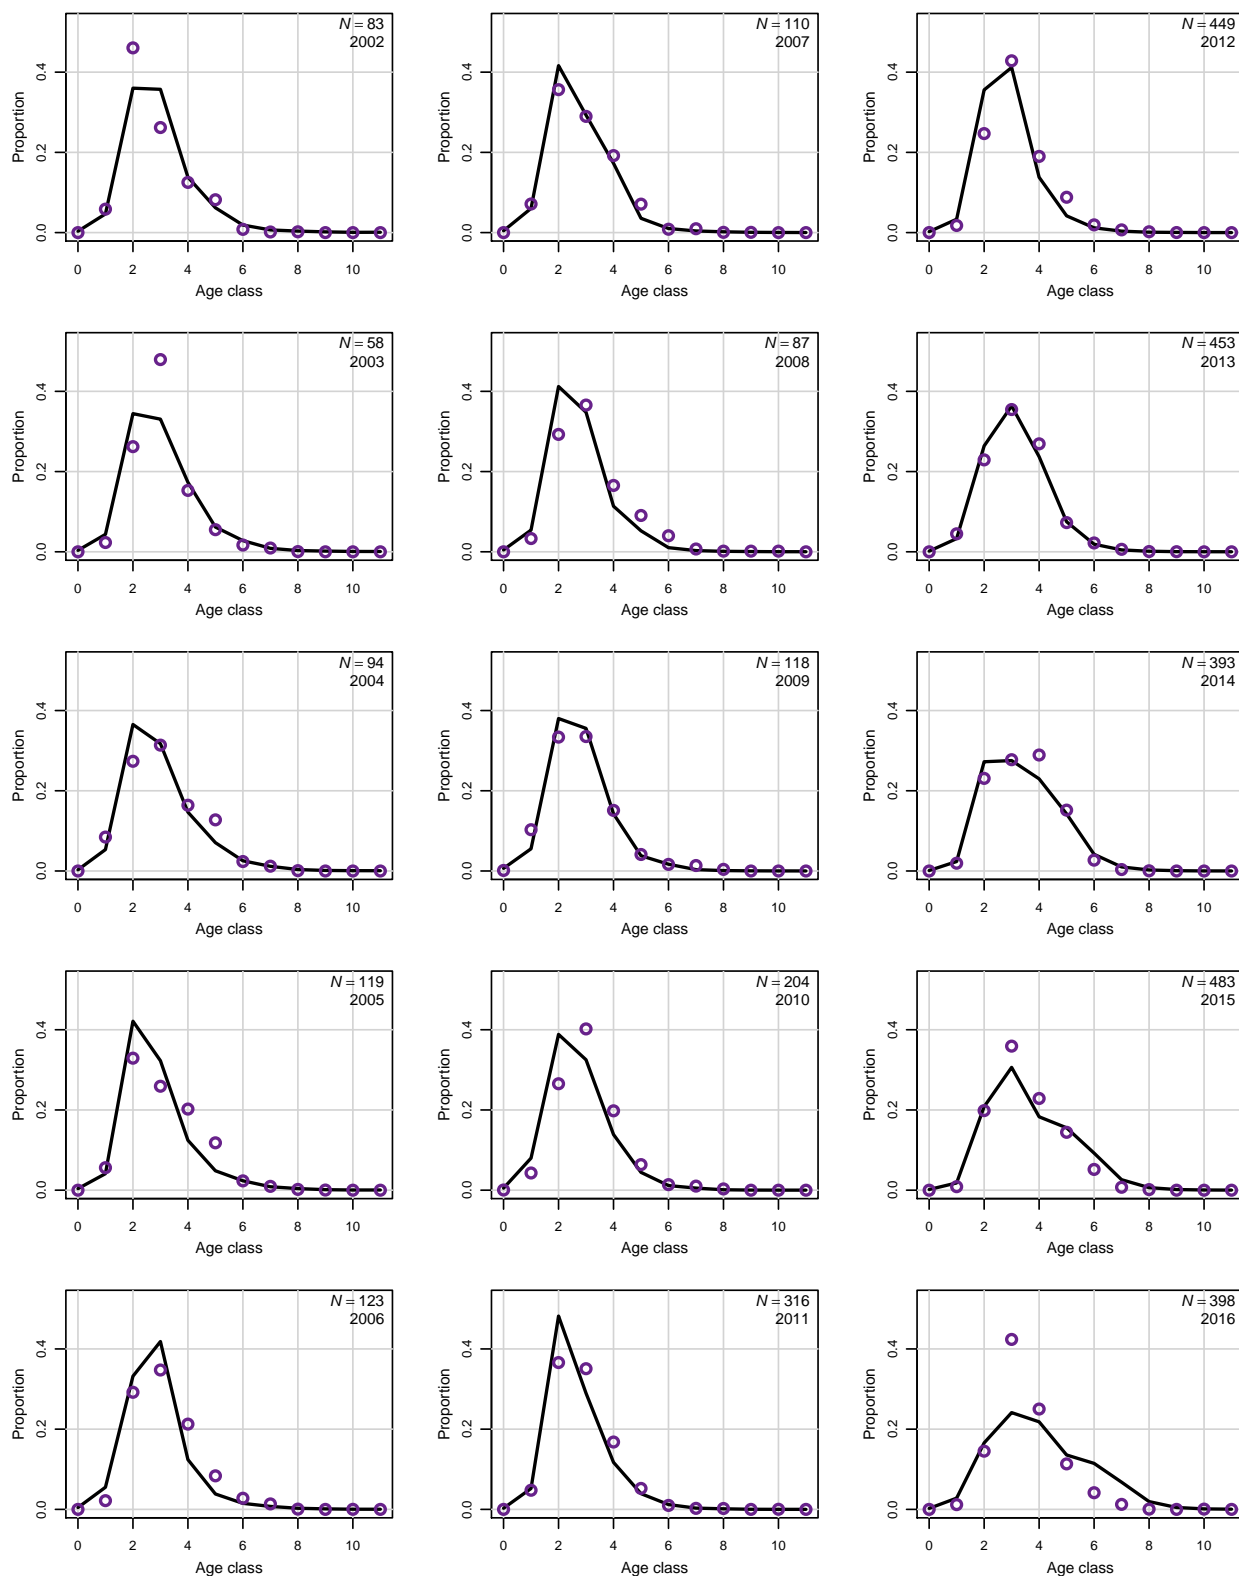 N = 83
2002
Proportion
0.0 0.2 0.4
0 2 4 6 8 10
Age class
N = 110
2007
Proportion
0.0 0.2 0.4
0 2 4 6 8 10
Age class
N = 449
2012
Proportion
0.0 0.2 0.4
0 2 4 6 8 10
Age class
N = 58
2003
Proportion
0.0 0.2 0.4
0 2 4 6 8 10
Age class
N = 87
2008
Proportion
0.0 0.2 0.4
0 2 4 6 8 10
Age class
N = 453
2013
Proportion
0.0 0.2 0.4
0 2 4 6 8 10
Age class
N = 94
2004
Proportion
0.0 0.2 0.4
0 2 4 6 8 10
Age class
N = 118
2009
Proportion
0.0 0.2 0.4
0 2 4 6 8 10
Age class
N = 393
2014
Proportion
0.0 0.2 0.4
0 2 4 6 8 10
Age class
N = 119
2005
Proportion
0.0 0.2 0.4
0 2 4 6 8 10
Age class
N = 204
2010
Proportion
0.0 0.2 0.4
0 2 4 6 8 10
Age class
N = 483
2015
Proportion
0.0 0.2 0.4
0 2 4 6 8 10
Age class
N = 123
2006
Proportion
0.0 0.2 0.4
0 2 4 6 8 10
Age class
N = 316
2011
Proportion
0.0 0.2 0.4
0 2 4 6 8 10
Age class
N = 398
2016
Proportion
0.0 0.2 0.4
0 2 4 6 8 10
Age class